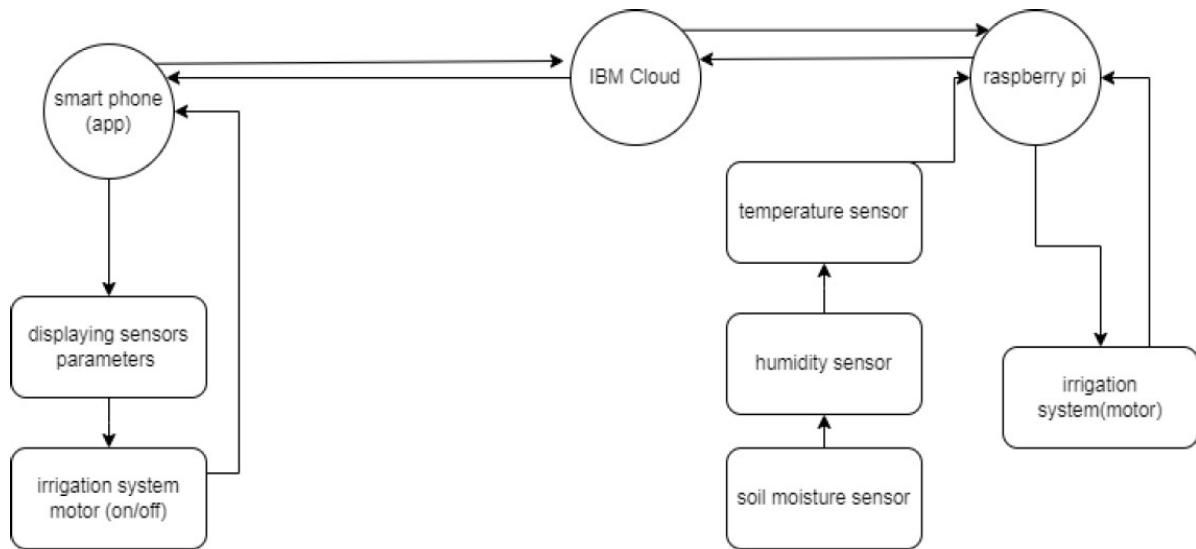 smart phone
(app)
IBM Cloud
raspberry pi
temperature sensor
displaying sensors
parameters
humidity sensor
irrigation
system(motor)
irrigation system
motor (on/off)
soil moisture sensor